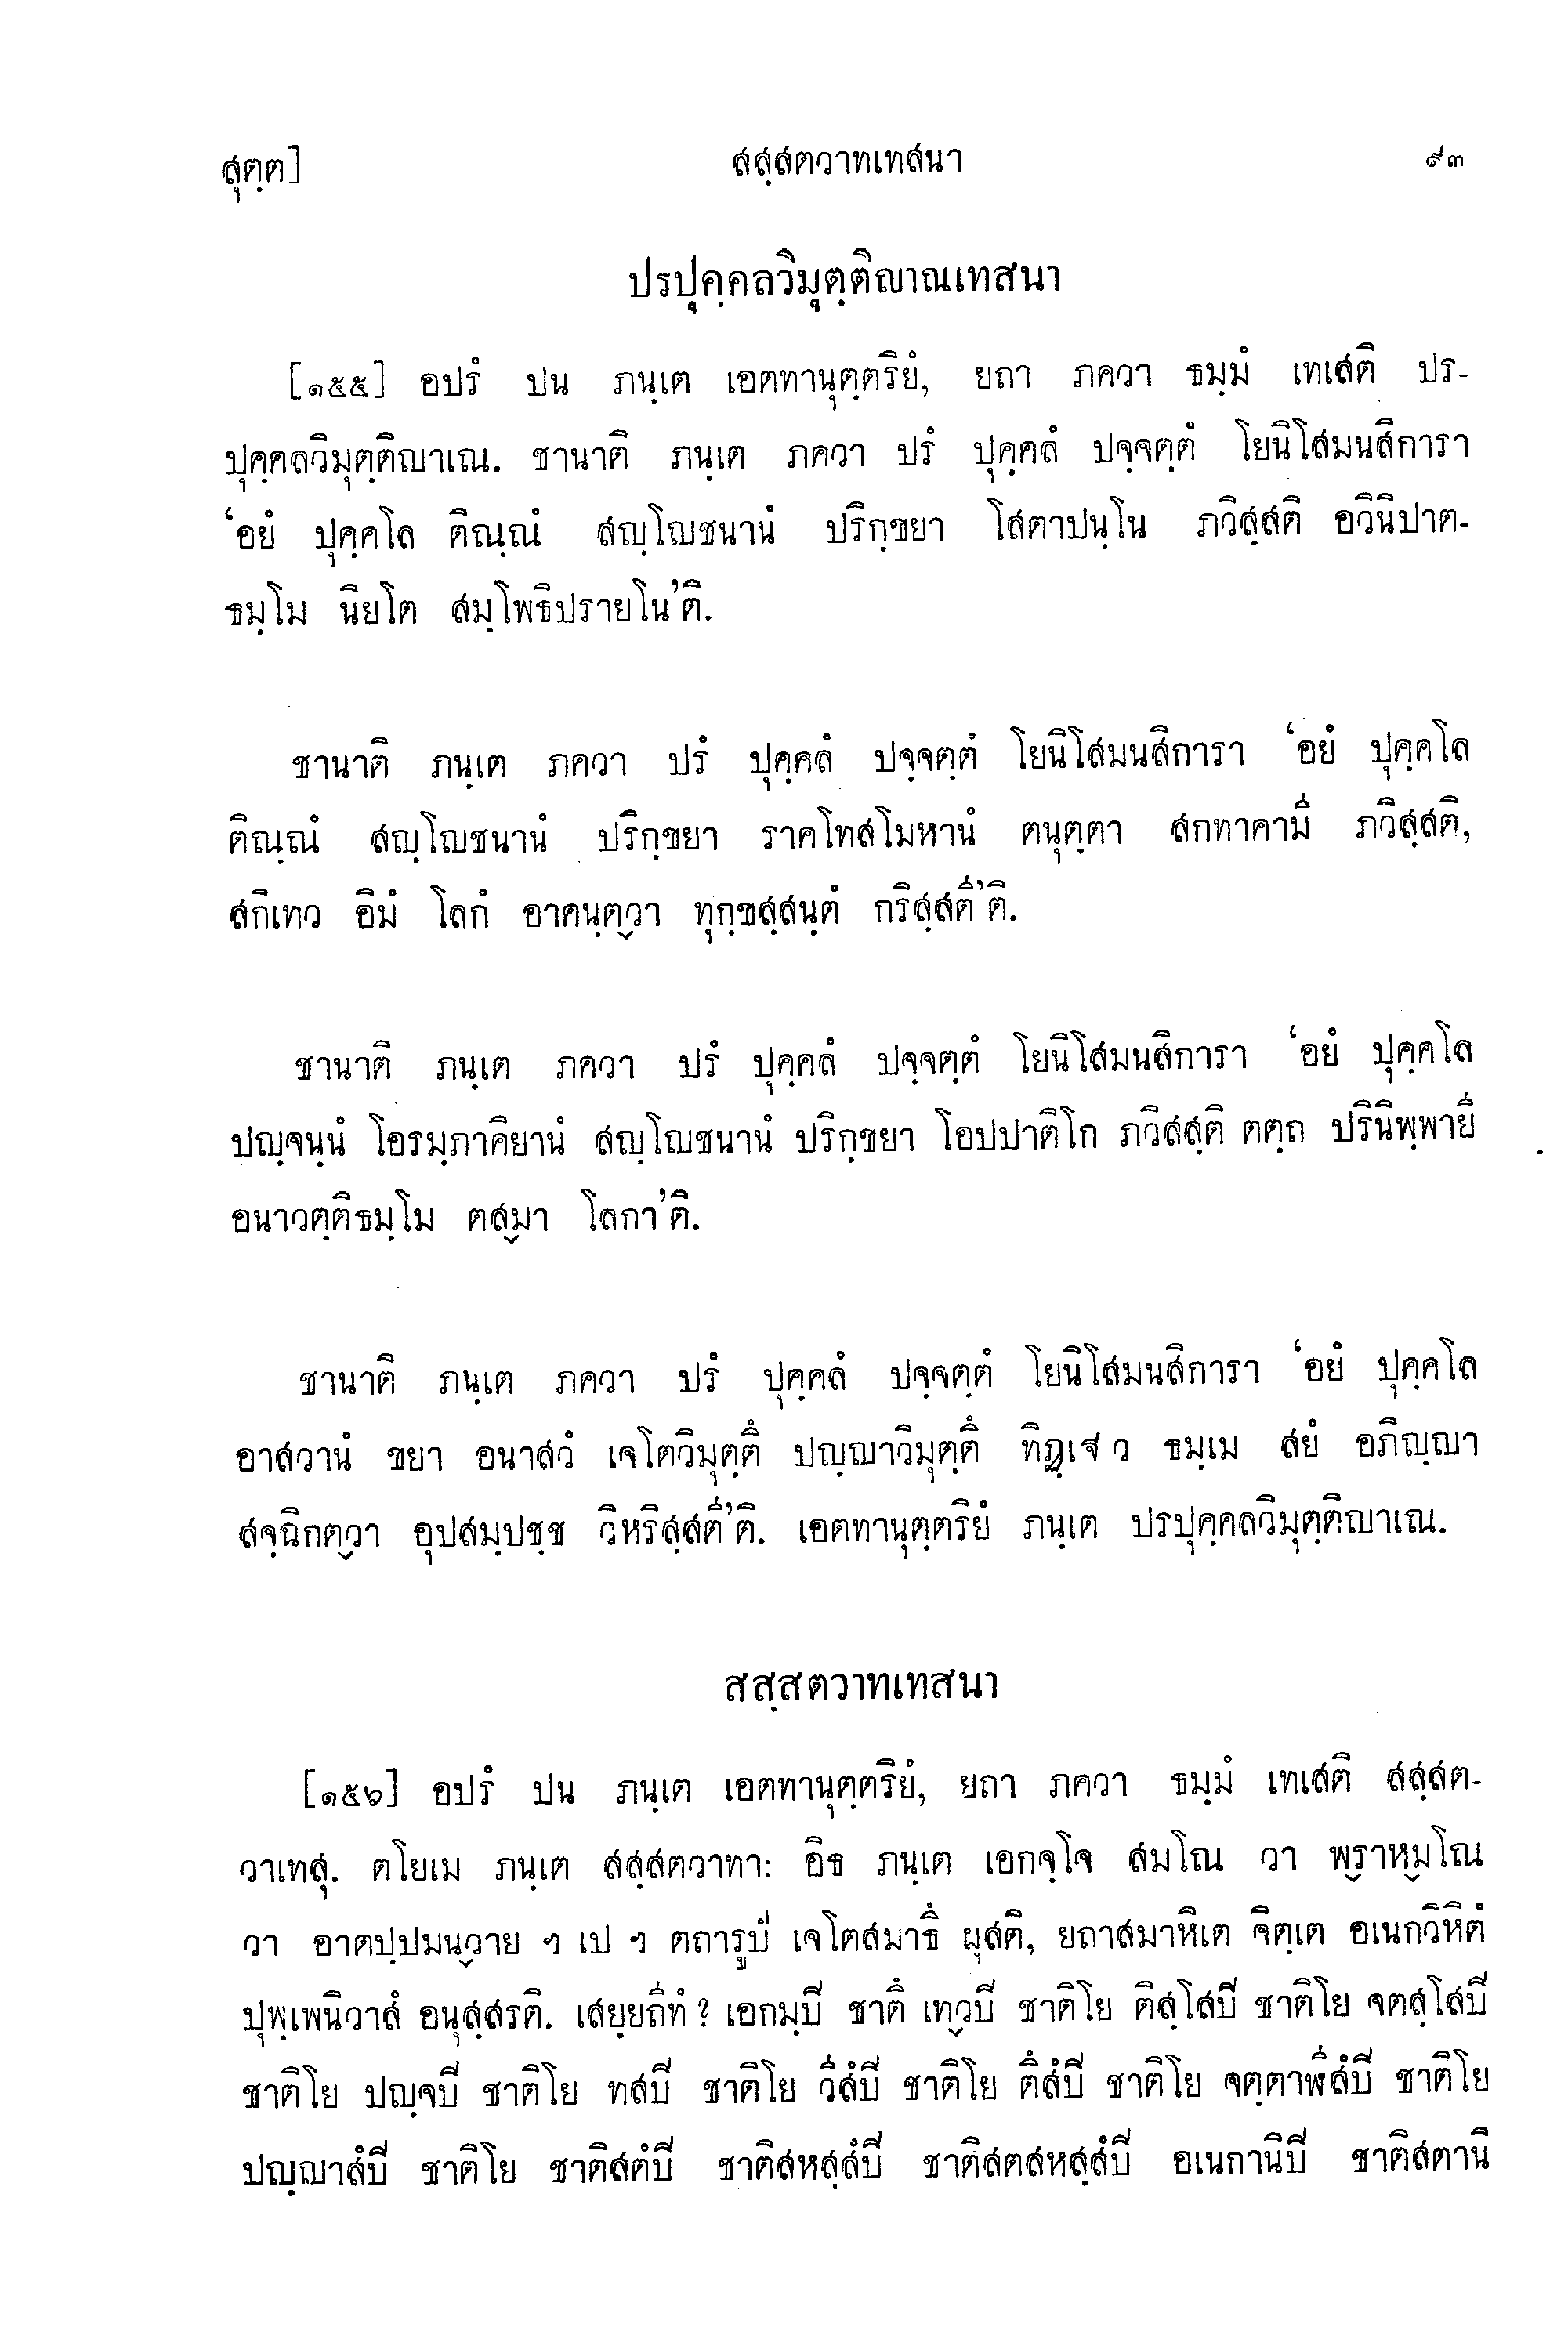 สุตฺต]
สสฺสตวาทเทสนา
๙๓
ปรปุคฺคลวิมุตฺติญาณเทสนา
[๑๕๕] อปรํ ปน ภนฺเต เอตทานุตฺตริยํ, ยถา ภควา ธมฺมํ เทเสติ ปร-
ปุคฺคลวิมุตฺติญาเณ. ชานาติ ภนฺเต ภควา ปรํ ปุคฺคลํ ปจฺจตฺตํ โยนิโสมนสิการา
‘อยํ ปุคฺคโล ติณฺณํ สญฺโญชนานํ ปริกฺขยา โสตาปนฺโน ภวิสฺสติ อวินิปาต-
ธมฺโม นิยโต สมฺโพธิปรายโน’ติ.
ชานาติ ภนฺเต ภควา ปรํ ปุคฺคลํ ปจฺจตฺตํ โยนิโสมนสิการา ‘อยํ ปุคฺคโล
ติณฺณํ สญฺโญชนานํ ปริกฺขยา ราคโทสโมหานํ ตนุตฺตา สกทาคามี ภวิสฺสติ,
สกิเทว อิมํ โลกํ อาคนฺตฺวา ทุกฺขสฺสนฺตํ กริสฺสตี’ติ.
ชานาติ ภนฺเต ภควา ปรํ ปุคฺคลํ ปจฺจตฺตํ โยนิโสมนสิการา ‘อยํ ปุคฺคโล
ปญฺจนฺนํ โอรมฺภาคิยานํ สญฺโญชนานํ ปริกฺขยา โอปปาติโก ภวิสสฺติ ตตฺถ ปรินิพฺพายี
อนาวตฺติธมฺโม ตสฺมา โลกา’ติ.
ชานาติ ภนฺเต ภควา ปรํ ปุคฺคลํ ปจฺจตฺตํ โยนิโสมนสิการา ‘อยํ ปุคฺคโล
อาสวานํ ขยา อนาสวํ เจโตวิมุตฺตึ ปญฺญาวิมุตฺตึ ทิฏฺเฐว ธมฺเม สยํ อภิญฺญา
สจฺฉิกตฺวา อุปสมฺปชฺช วิหริสฺสตี’ติ. เอตทานุตฺตริยํ ภนฺเต ปรปุคฺคลวิมุตฺติญาเณ.
สสฺสตวาทเทสนา
[๑๕๖] อปรํ ปน ภนฺเต เอตทานุตฺตริยํ, ยถา ภควา ธมฺมํ เทเสติ สสฺสต-
วาเทสุ. ตโยเม ภนฺเต สสฺสตวาทา: อิธ ภนฺเต เอกจฺโจ สมโณ วา พฺราหฺมโณ
วา อาตปฺปมนฺวาย ฯ เป ฯ ตถารูปํ เจโตสมาธึ ผุสติ, ยถาสมาหิเต จิตฺเต อเนกวิหิตํ
ปุพฺเพนิวาสํ อนุสฺสรติ. เสยฺยถีทํ ? เอกมฺปี ชาตึ เทฺวปี ชาติโย ติสฺโสปี ชาติโย จตสฺโสปี
ชาติโย ปญฺจปี ชาติโย ทสปี ชาติโย วีสํปี ชาติโย ตึสํปี ชาติโย จตฺตาฬีสํปี ชาติโย
ปญฺญาสํปี ชาติโย ชาติสตํปี ชาติสหสฺสํปี ชาติสตสหสฺสํปี อเนกานิปี ชาติสตานิ